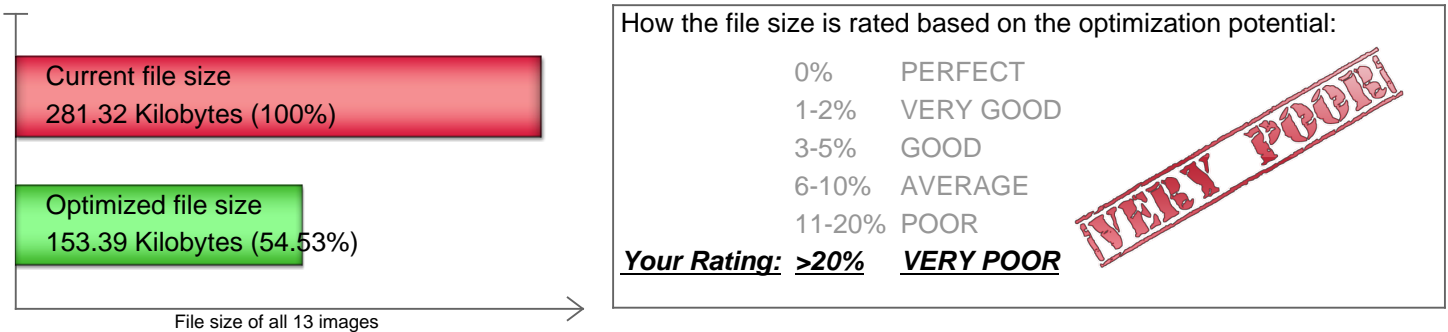 Current file size
281.32 Kilobytes (100%)
Optimized file size
153.39 Kilobytes (54.53%)
File size of all 13 images
How the file size is rated based on the optimization potential:
0% PERFECT
1-2% VERY GOOD
3-5% GOOD
6-10% AVERAGE
11-20% POOR
Your Rating: >20% VERY POOR
VERY POOR